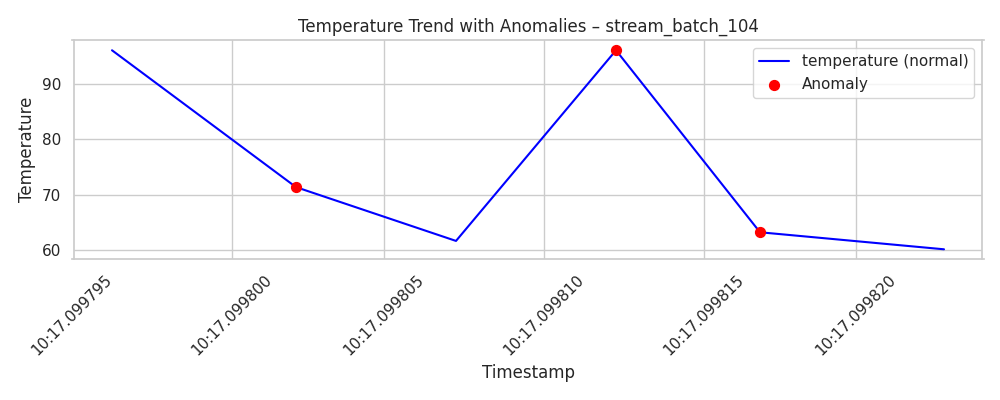 Temperature Trend with Anomalies – stream_batch_104
temperature (normal)
Anomaly
Temperature
90
80
70
60
10:17.099795
10:17.099800
10:17.099805
10:17.099810
10:17.099815
10:17.099820
Timestamp